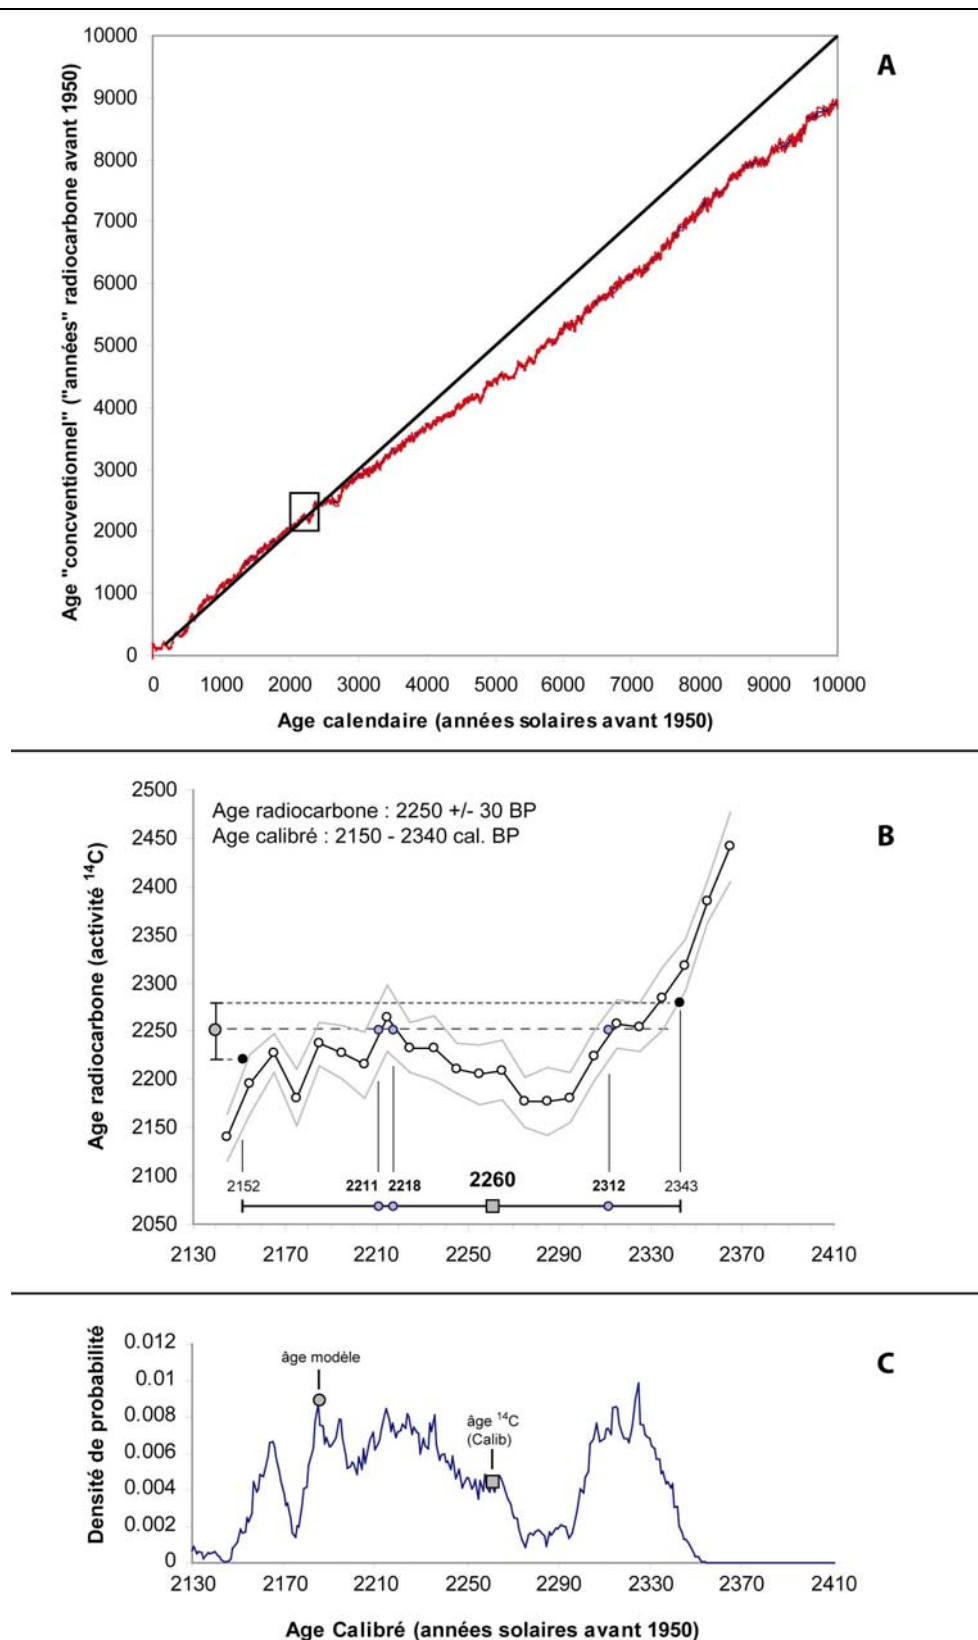 A
Age "concventionnel" ("années" radiocarbone avant 1950)
10000
9000
8000
7000
6000
5000
4000
3000
2000
1000
0
0 1000 2000 3000 4000 5000 6000 7000 8000 9000 10000
Age calendaire (années solaires avant 1950)
B
Age radiocarbone (activité ¹⁴C)
2500
2450
2400
2350
2300
2250
2200
2150
2100
2050
Age radiocarbone : 2250 +/- 30 BP
Age calibré : 2150 - 2340 cal. BP
2260
2152 2211 2218 2312 2343
2130 2170 2210 2250 2290 2330 2370 2410
C
Densité de probabilité
0.012
0.01
0.008
0.006
0.004
0.002
0
âge modèle
âge ¹⁴C
(Calib)
2130 2170 2210 2250 2290 2330 2370 2410
Age Calibré (années solaires avant 1950)